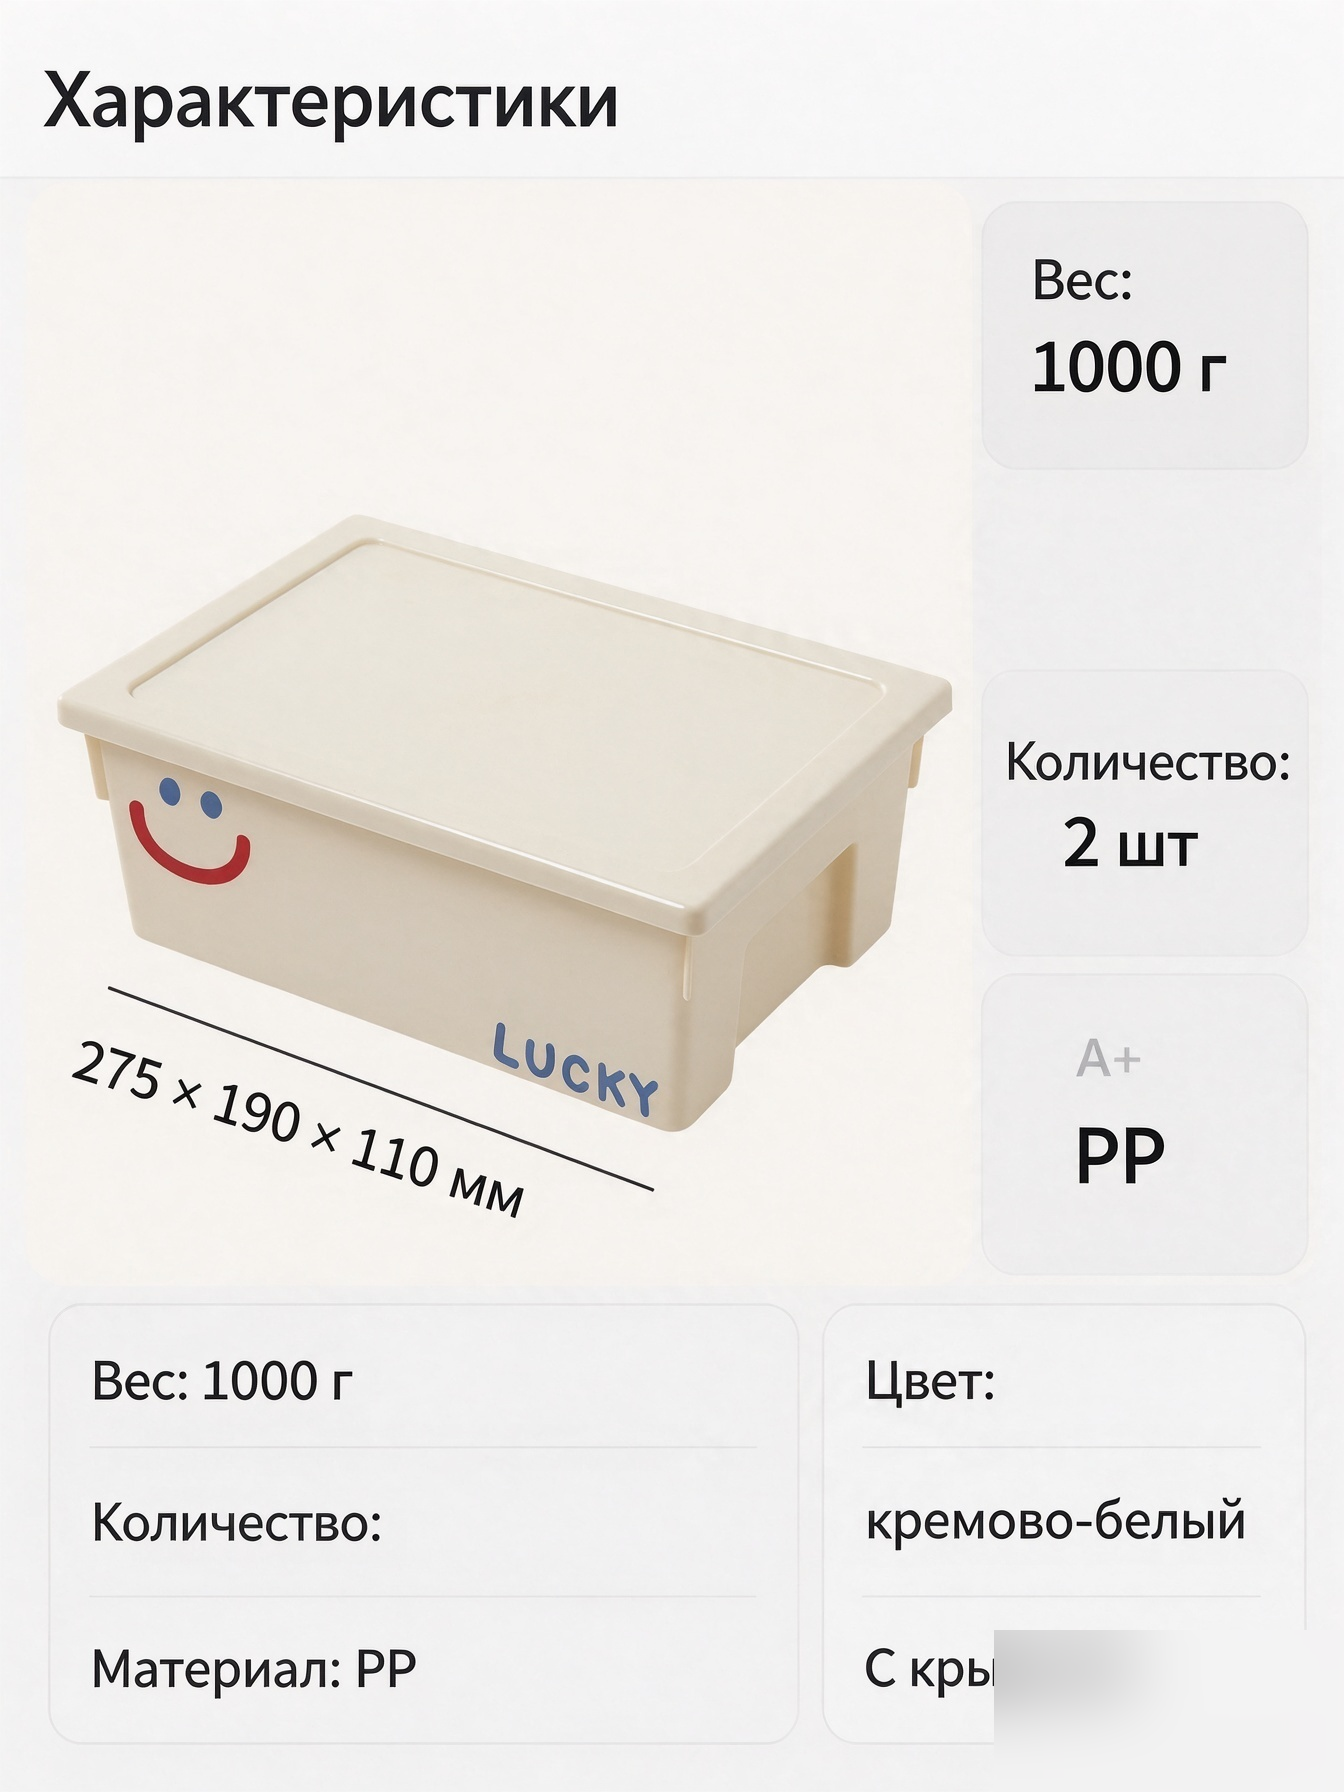 Характеристики
Вес:
1000 г
Количество:
2 шт
A+
PP
LUCKY
275 × 190 × 110 мм
Вес: 1000 г
Количество:
Материал: PP
Цвет:
кремово-белый
С